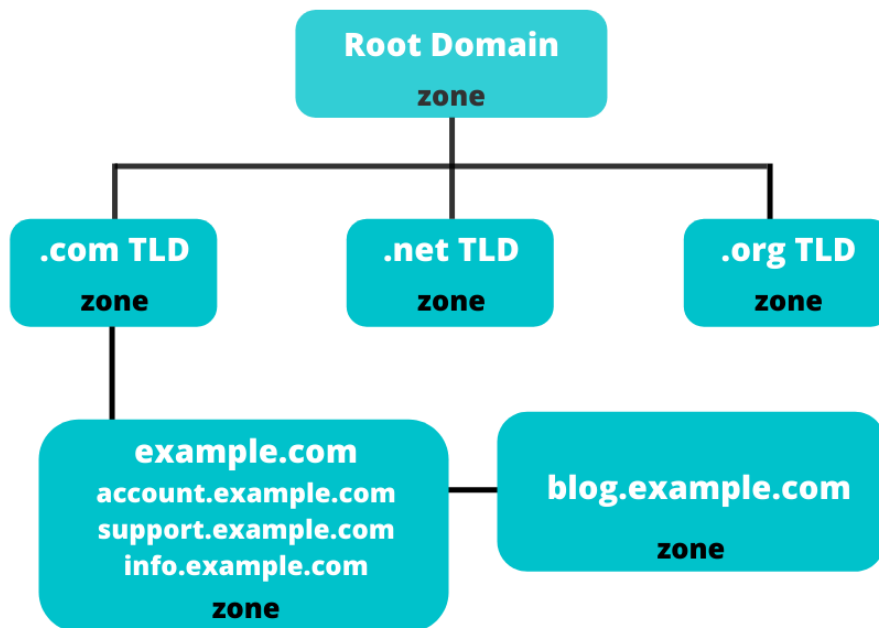 Root Domain
zone
.com TLD
zone
.net TLD
zone
.org TLD
zone
example.com
account.example.com
support.example.com
info.example.com
zone
blog.example.com
zone